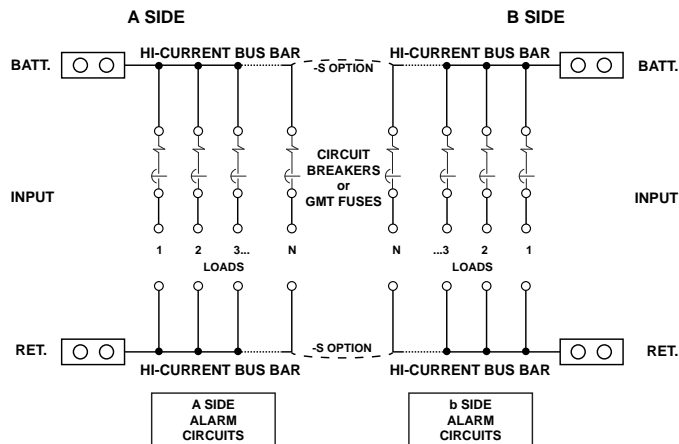 A SIDE B SIDE
HI-CURRENT BUS BAR HI-CURRENT BUS BAR
BATT. -S OPTION BATT.
CIRCUIT
BREAKERS
or
GMT FUSES
INPUT INPUT
1 2 3... N N ...3 2 1
LOADS LOADS
RET. -S OPTION RET.
HI-CURRENT BUS BAR HI-CURRENT BUS BAR
A SIDE
ALARM
CIRCUITS
b SIDE
ALARM
CIRCUITS